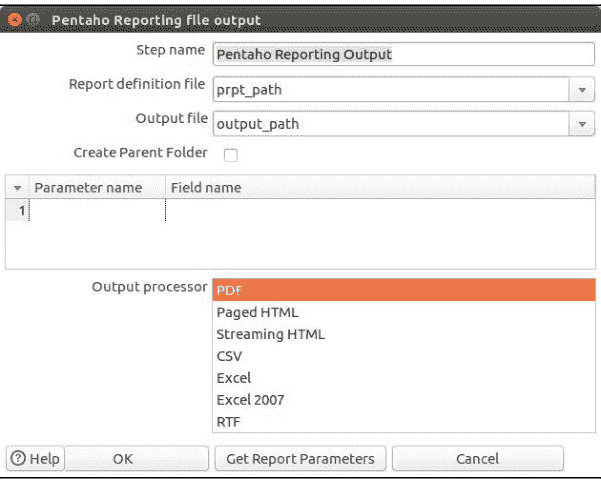 Pentaho Reporting file output
Step name Pentaho Reporting Output
Report definition file prpt_path
Output file output_path
Create Parent Folder
Parameter name Field name
1
Output processor PDF
Paged HTML
Streaming HTML
CSV
Excel
Excel 2007
RTF
? Help OK Get Report Parameters Cancel